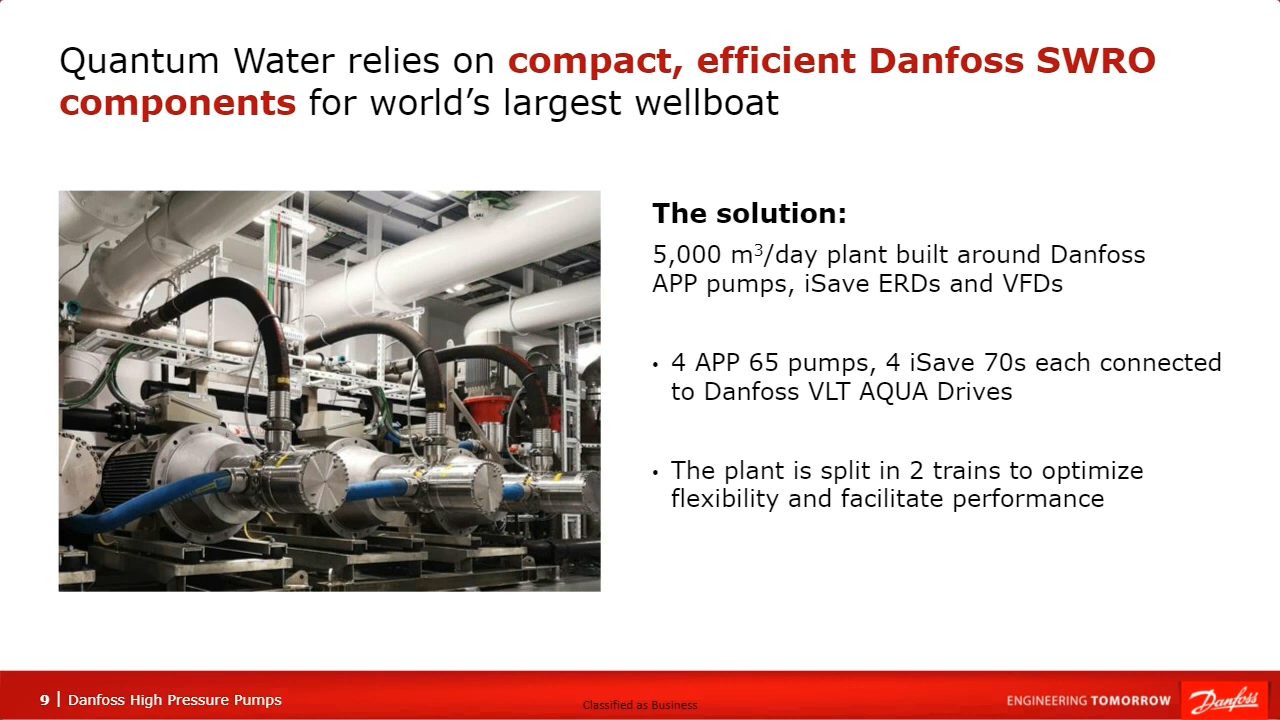 Quantum Water relies on compact, efficient Danfoss SWRO
components for world’s largest wellboat
The solution:
5,000 m³/day plant built around Danfoss
APP pumps, iSave ERDs and VFDs
• 4 APP 65 pumps, 4 iSave 70s each connected
to Danfoss VLT AQUA Drives
• The plant is split in 2 trains to optimize
flexibility and facilitate performance
9 | Danfoss High Pressure Pumps
Classified as Business
ENGINEERING TOMORROW
Danfoss